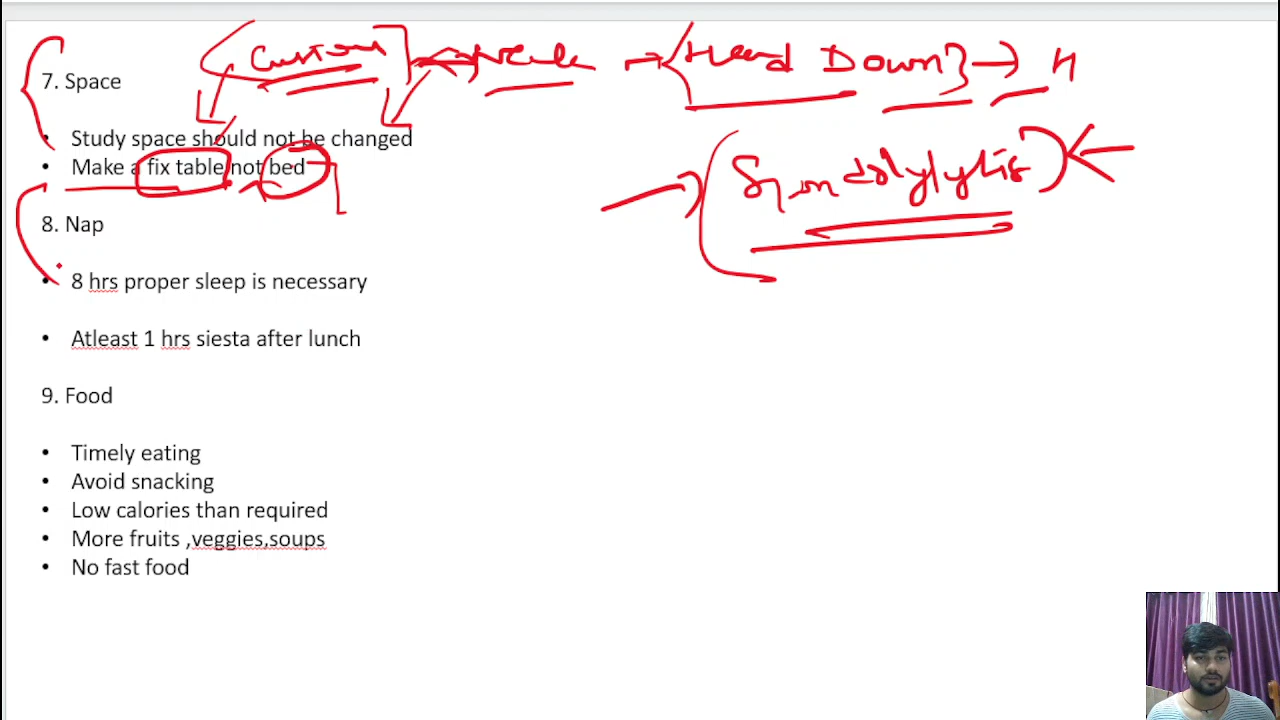 Head Down} → H
7. Space
• Study space should not be changed
• Make a fix table not bed
8. Nap
• 8 hrs proper sleep is necessary
• Atleast 1 hrs siesta after lunch
9. Food
• Timely eating
• Avoid snacking
• Low calories than required
• More fruits ,veggies,soups
• No fast food